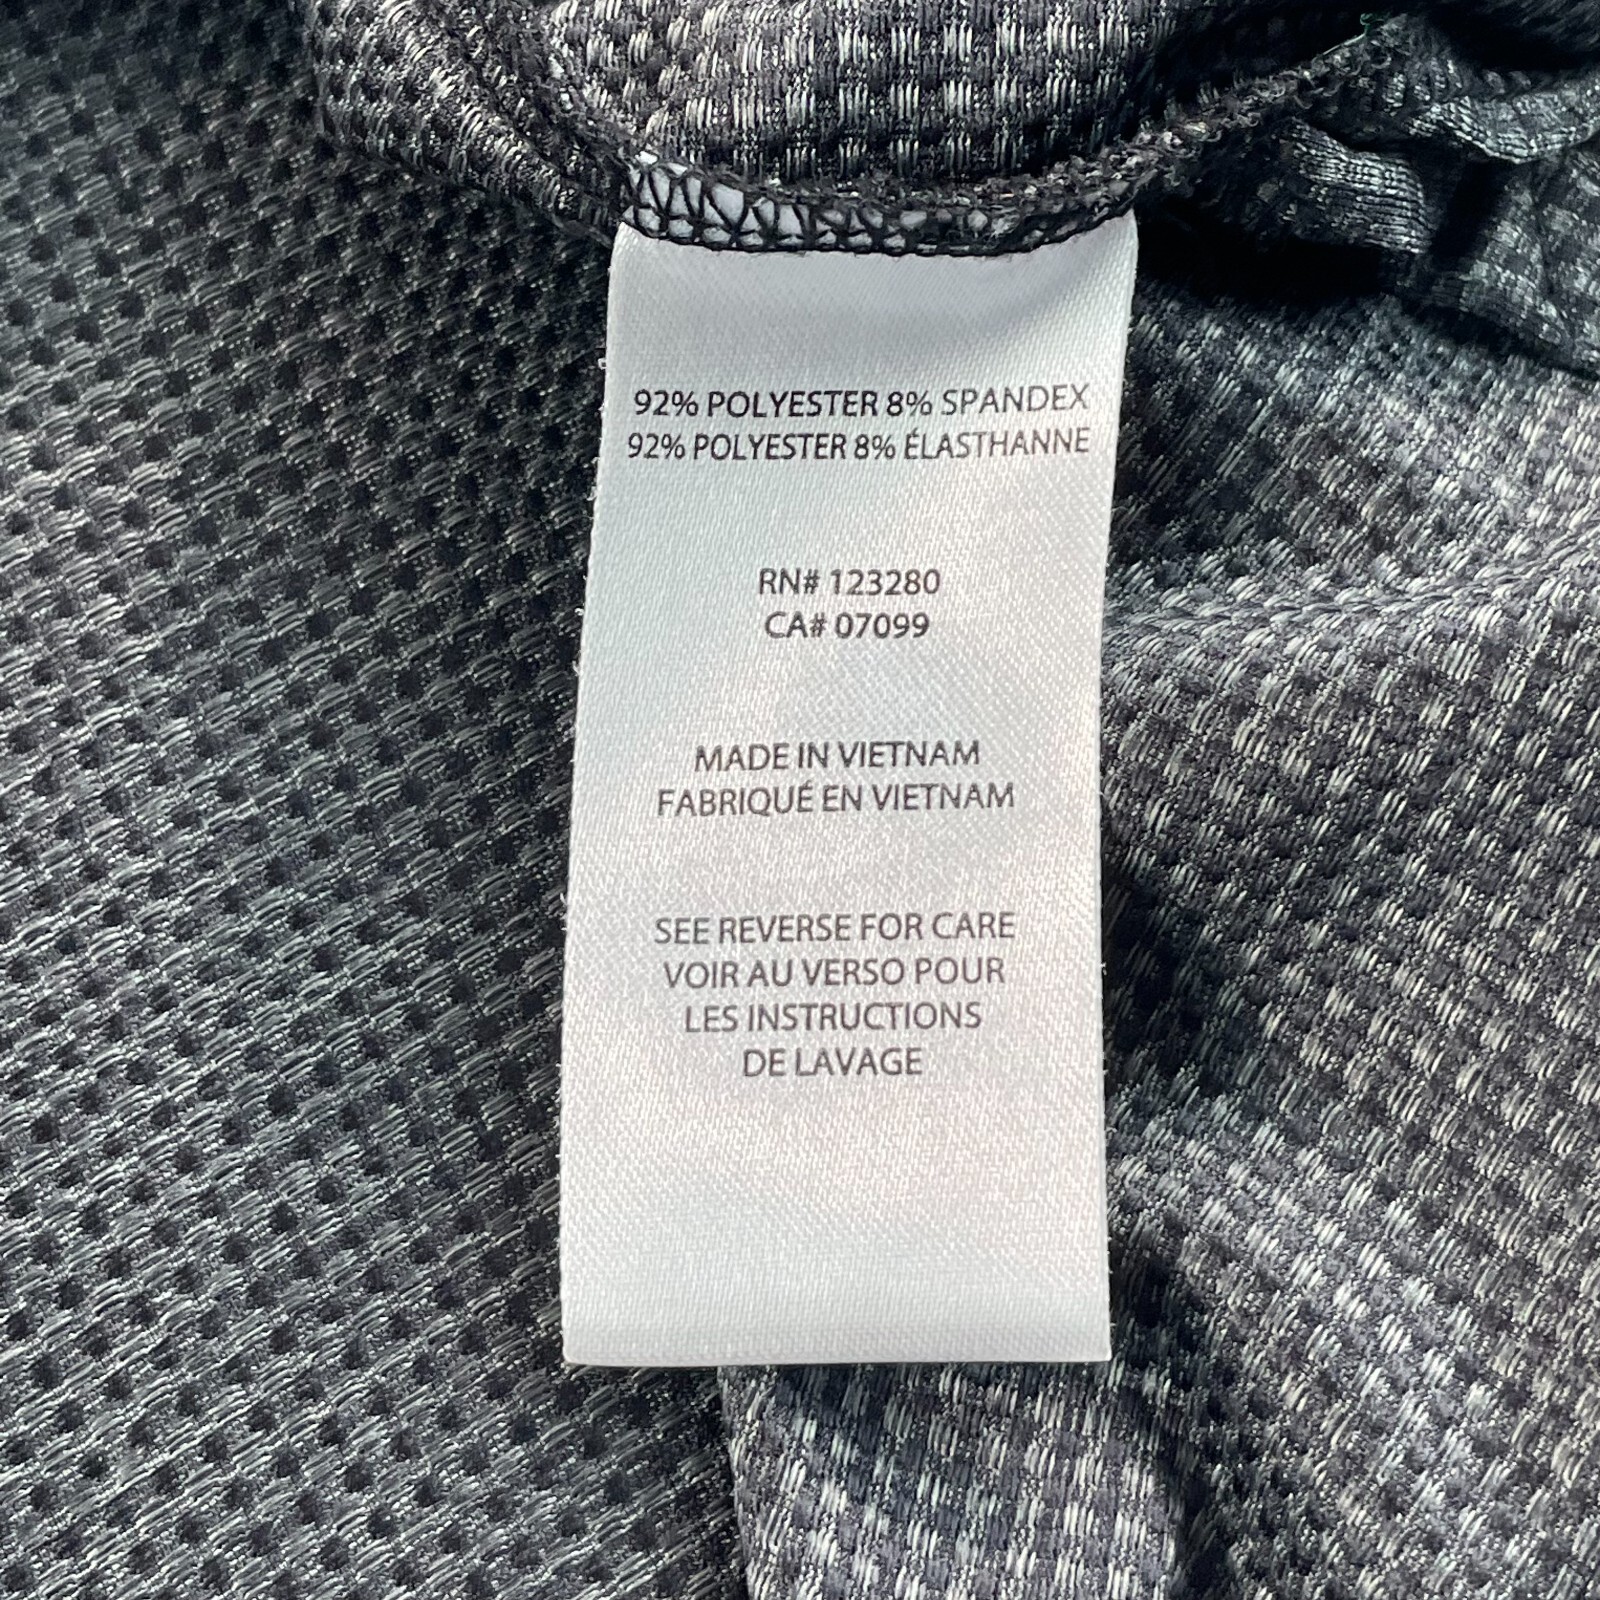 92% POLYESTER 8% SPANDEX
92% POLYESTER 8% ÉLASTHANNE
RN# 123280
CA# 07099
MADE IN VIETNAM
FABRIQUÉ EN VIETNAM
SEE REVERSE FOR CARE
VOIR AU VERSO POUR
LES INSTRUCTIONS
DE LAVAGE